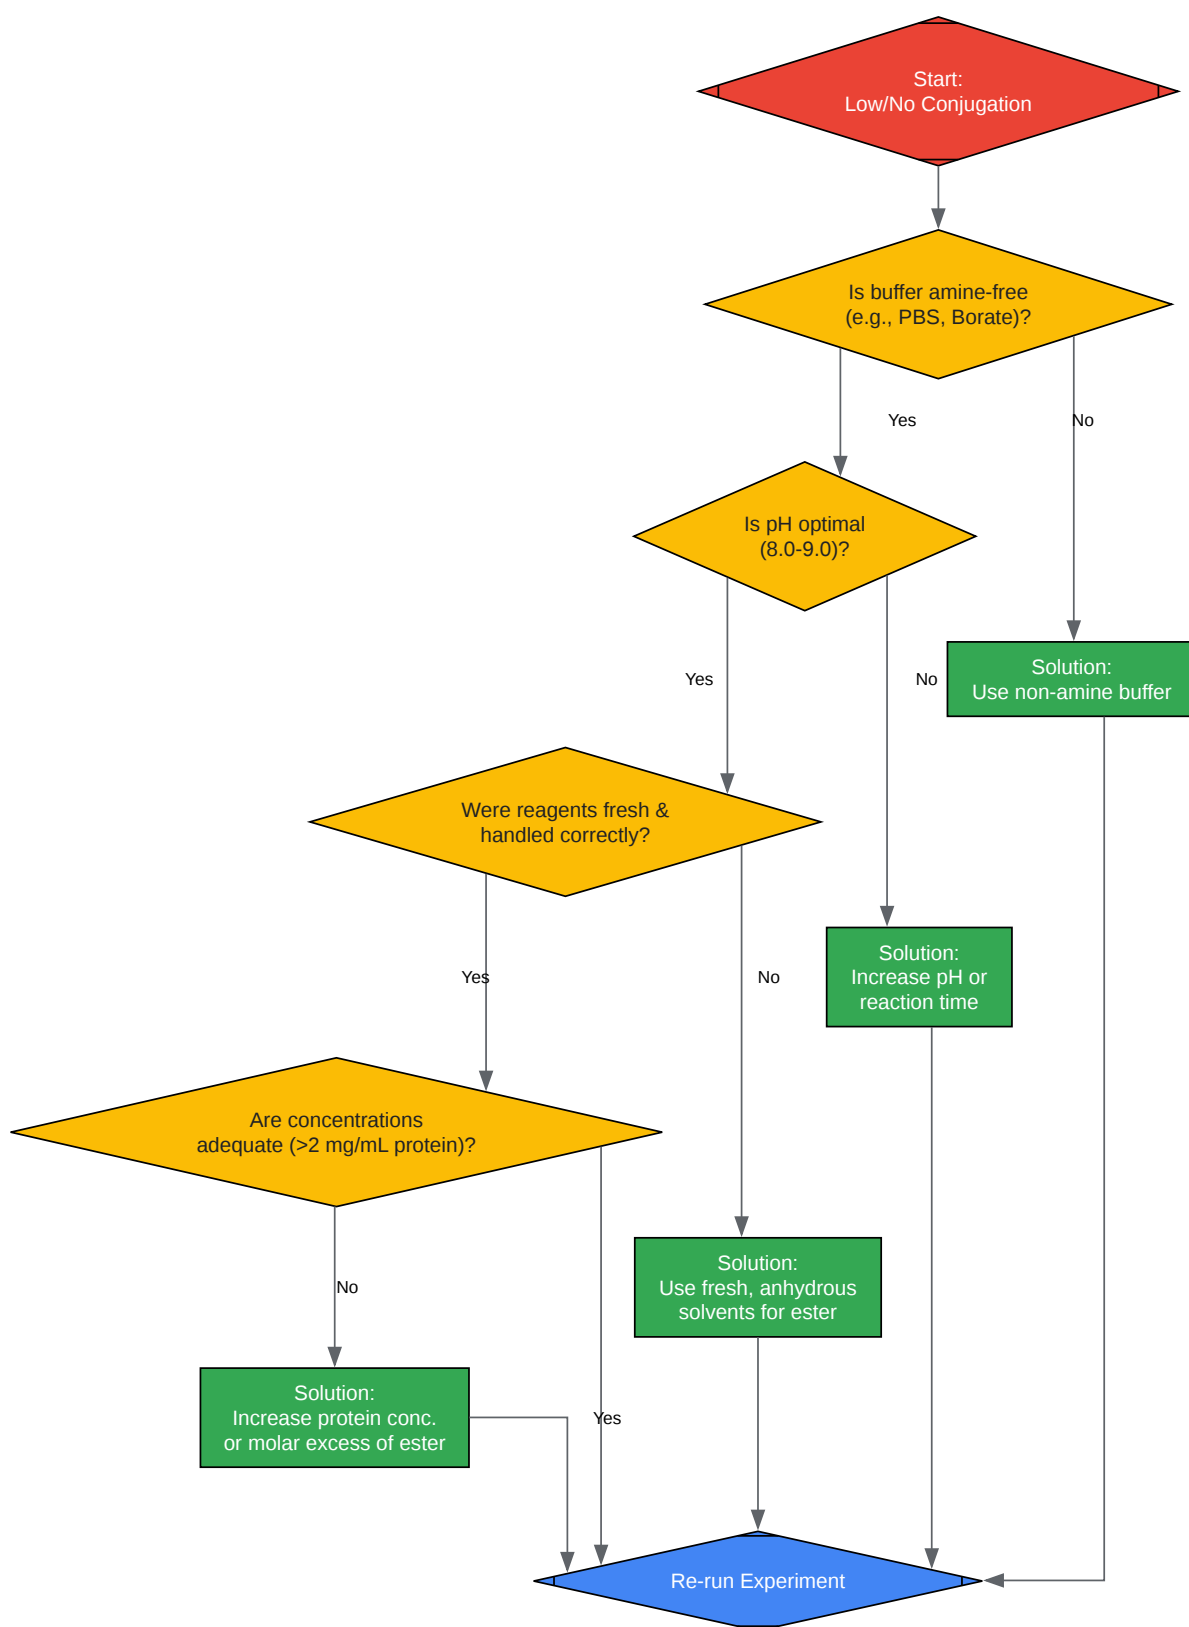 Start:
Low/No Conjugation
Is buffer amine-free
(e.g., PBS, Borate)?
Yes
No
Is pH optimal
(8.0-9.0)?
Yes
No
Solution:
Use non-amine buffer
Were reagents fresh &
handled correctly?
Yes
No
Solution:
Increase pH or
reaction time
Are concentrations
adequate (>2 mg/mL protein)?
No
Yes
Solution:
Use fresh, anhydrous
solvents for ester
Solution:
Increase protein conc.
or molar excess of ester
Re-run Experiment